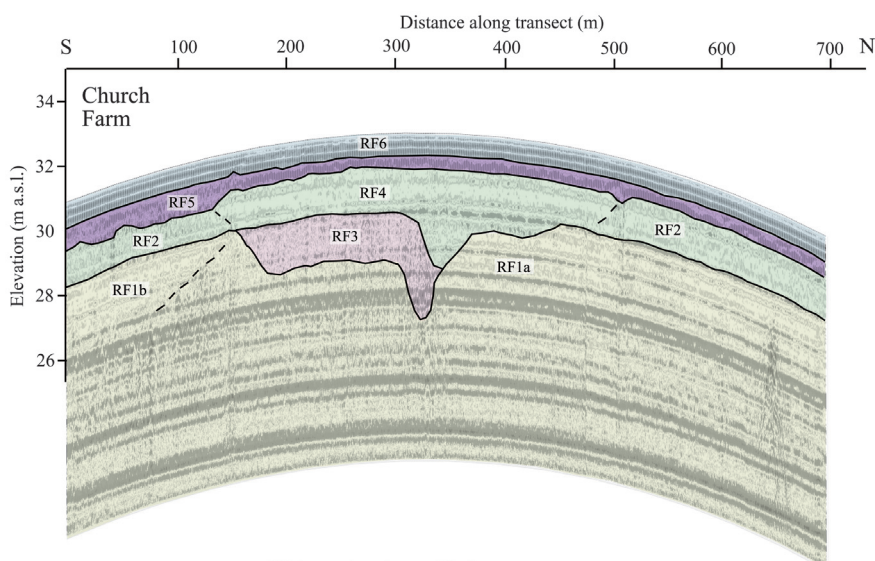 Distance along transect (m)
S 100 200 300 400 500 600 700 N
Church
Farm
Elevation (m a.s.l.)
34
32
30
28
26
RF6
RF5
RF4
RF2
RF3
RF2
RF1b
RF1a